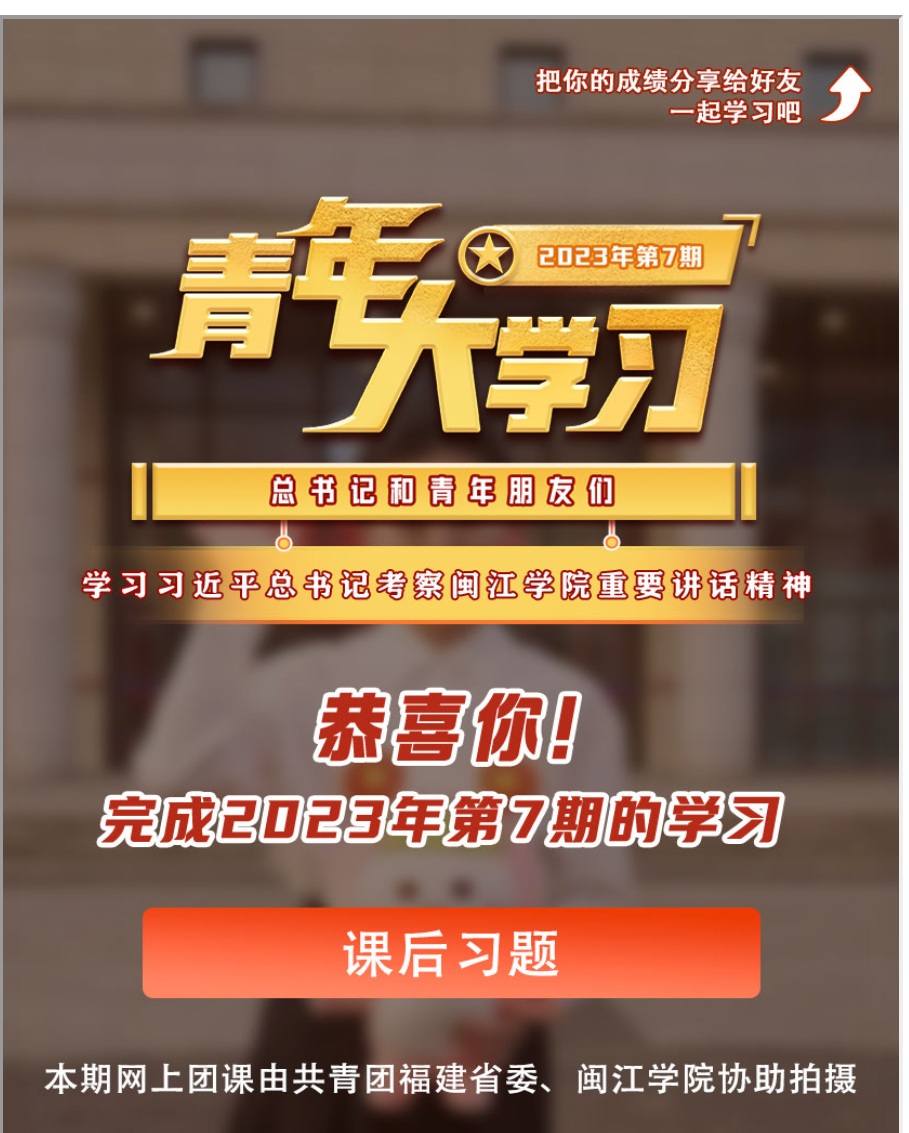 把你的成绩分享给好友
一起学习吧
青年大学习
2023年第7期
总书记和青年朋友们
学习习近平总书记考察闽江学院重要讲话精神
恭喜你!
完成2023年第7期的学习
课后习题
本期网上团课由共青团福建省委、闽江学院协助拍摄